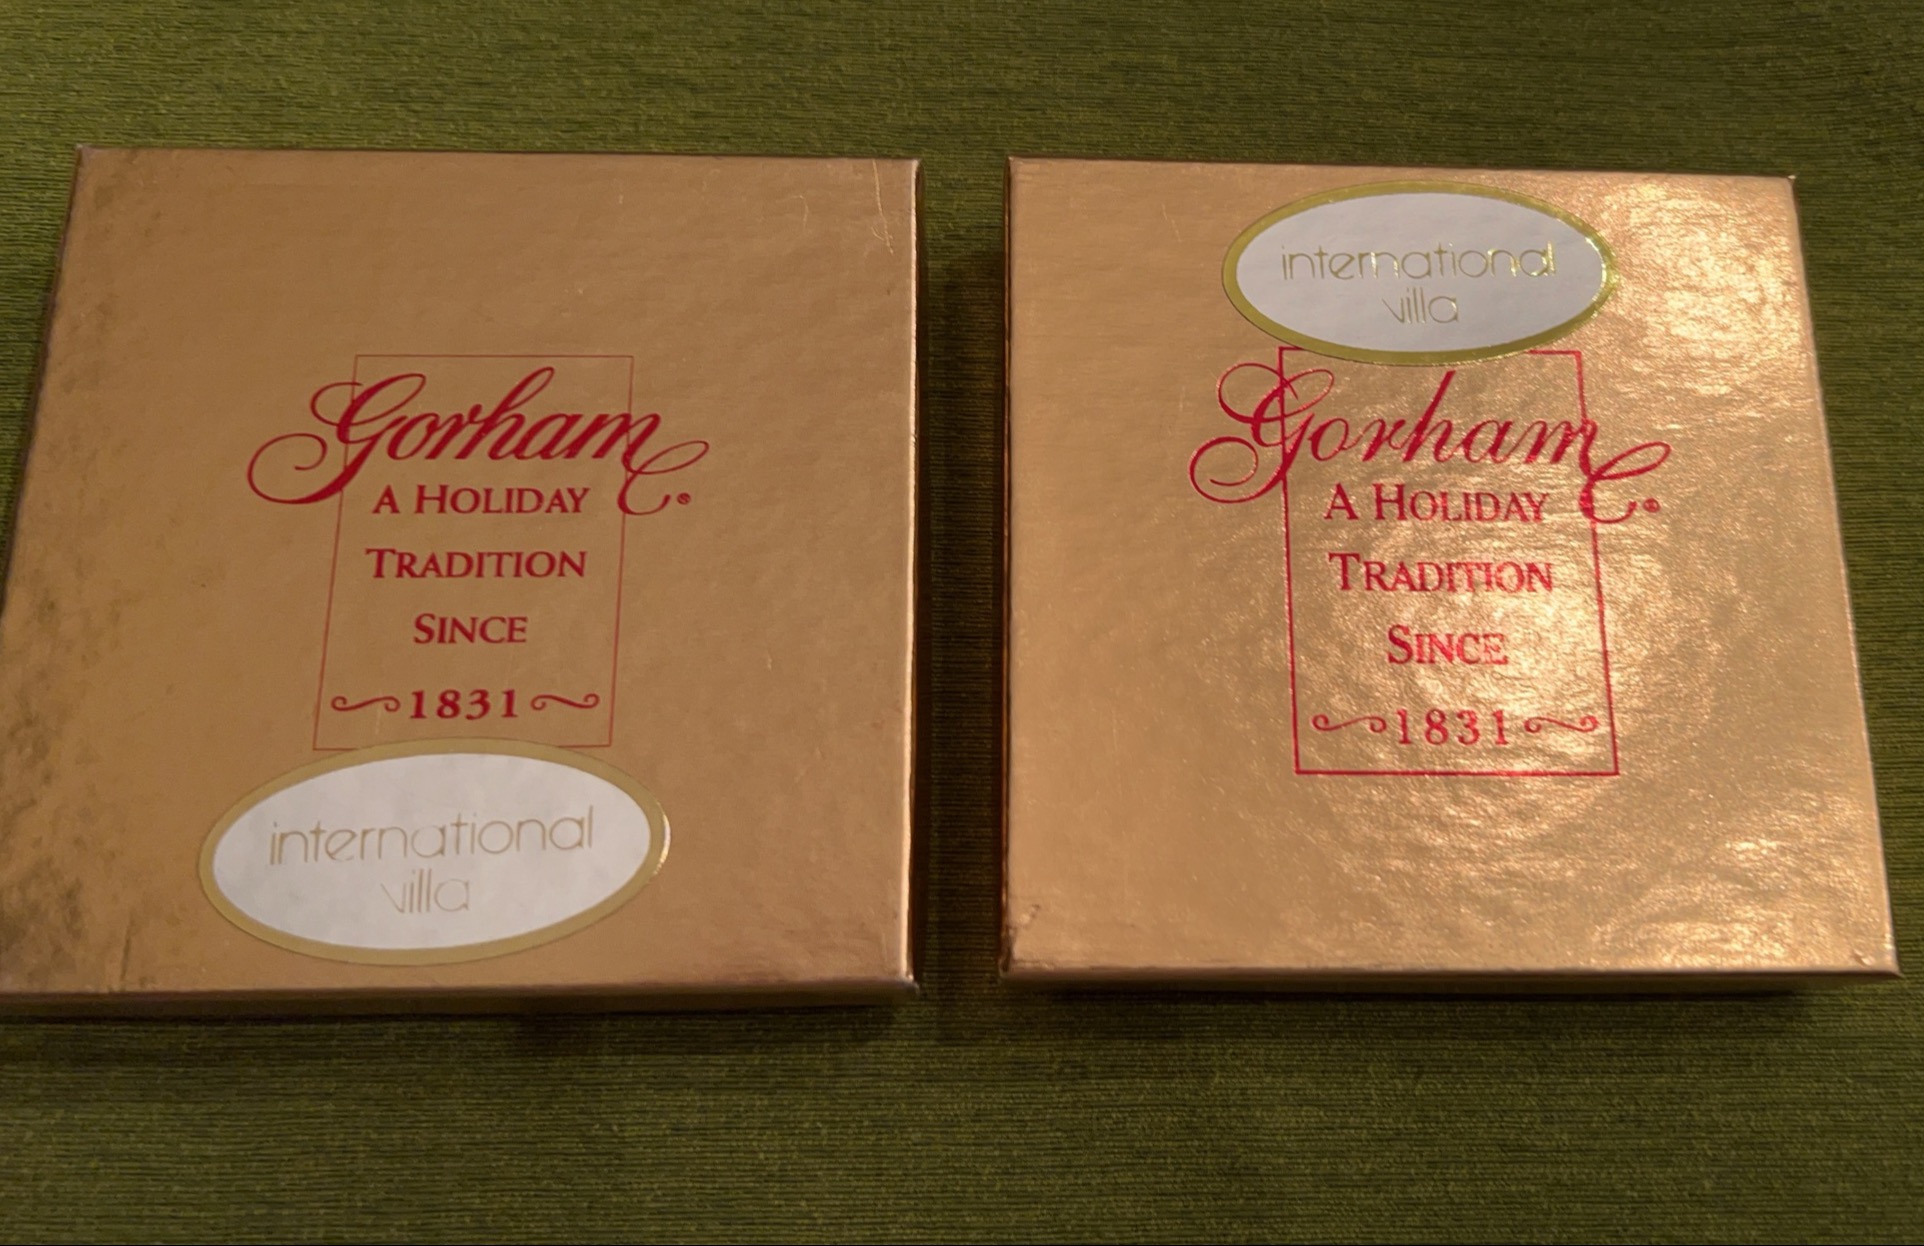 Gorham®
A HOLIDAY
TRADITION
SINCE
1831
international
villa
international
villa
Gorham®
A HOLIDAY
TRADITION
SINCE
1831